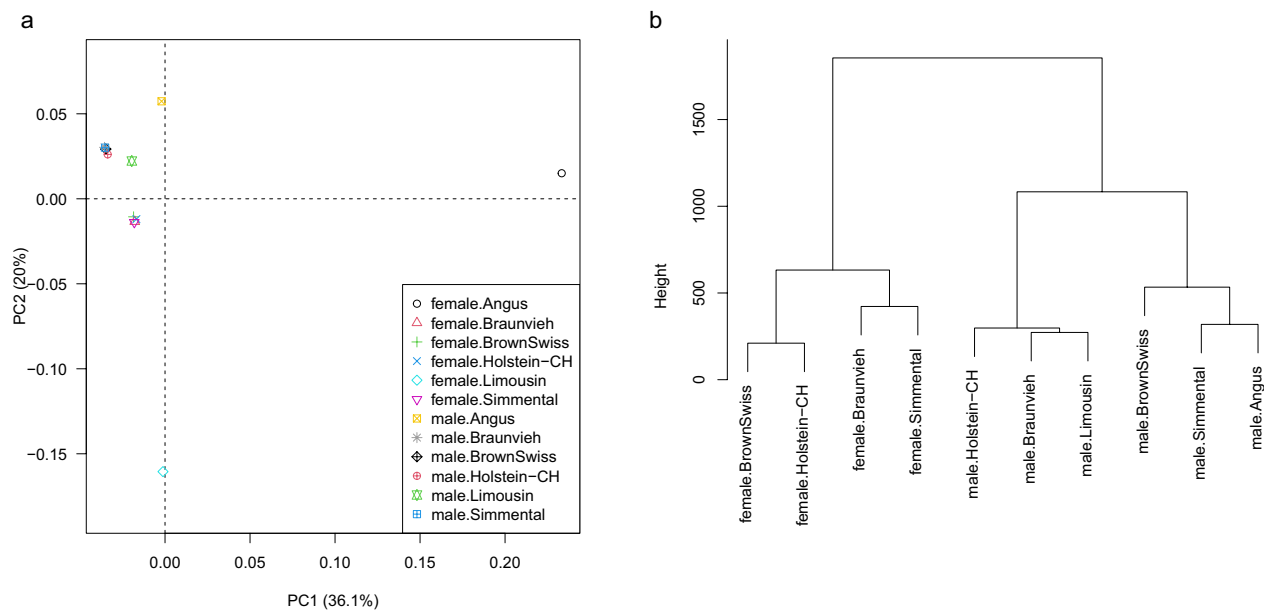 a
0.05
0.00
−0.05
−0.10
−0.15
PC2 (20%)
0.00
0.05
0.10
0.15
0.20
PC1 (36.1%)
female.Angus
female.Braunvieh
female.BrownSwiss
female.Holstein−CH
female.Limousin
female.Simmental
male.Angus
male.Braunvieh
male.BrownSwiss
male.Holstein−CH
male.Limousin
male.Simmental
b
1500
1000
500
0
Height
female.BrownSwiss
female.Holstein−CH
female.Braunvieh
female.Simmental
male.Holstein−CH
male.Braunvieh
male.Limousin
male.BrownSwiss
male.Simmental
male.Angus